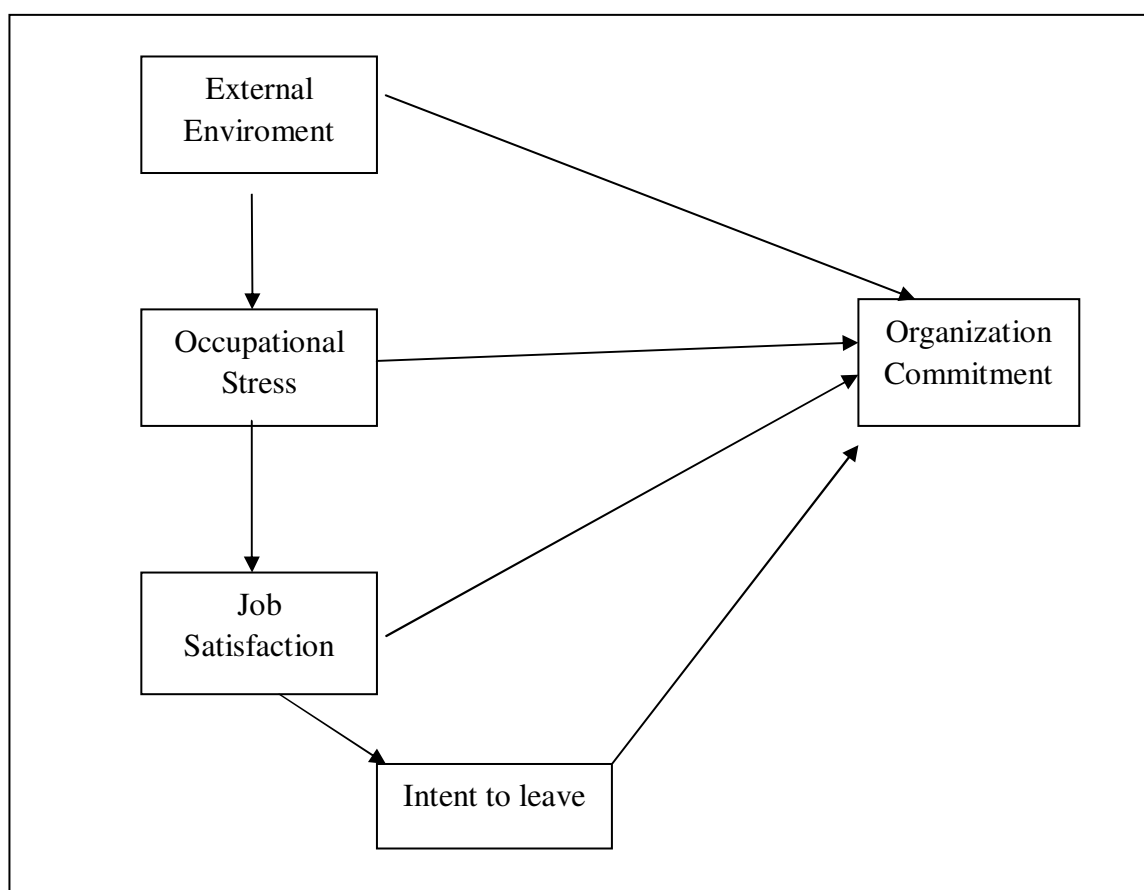 External
Enviroment
Occupational
Stress
Organization
Commitment
Job
Satisfaction
Intent to leave